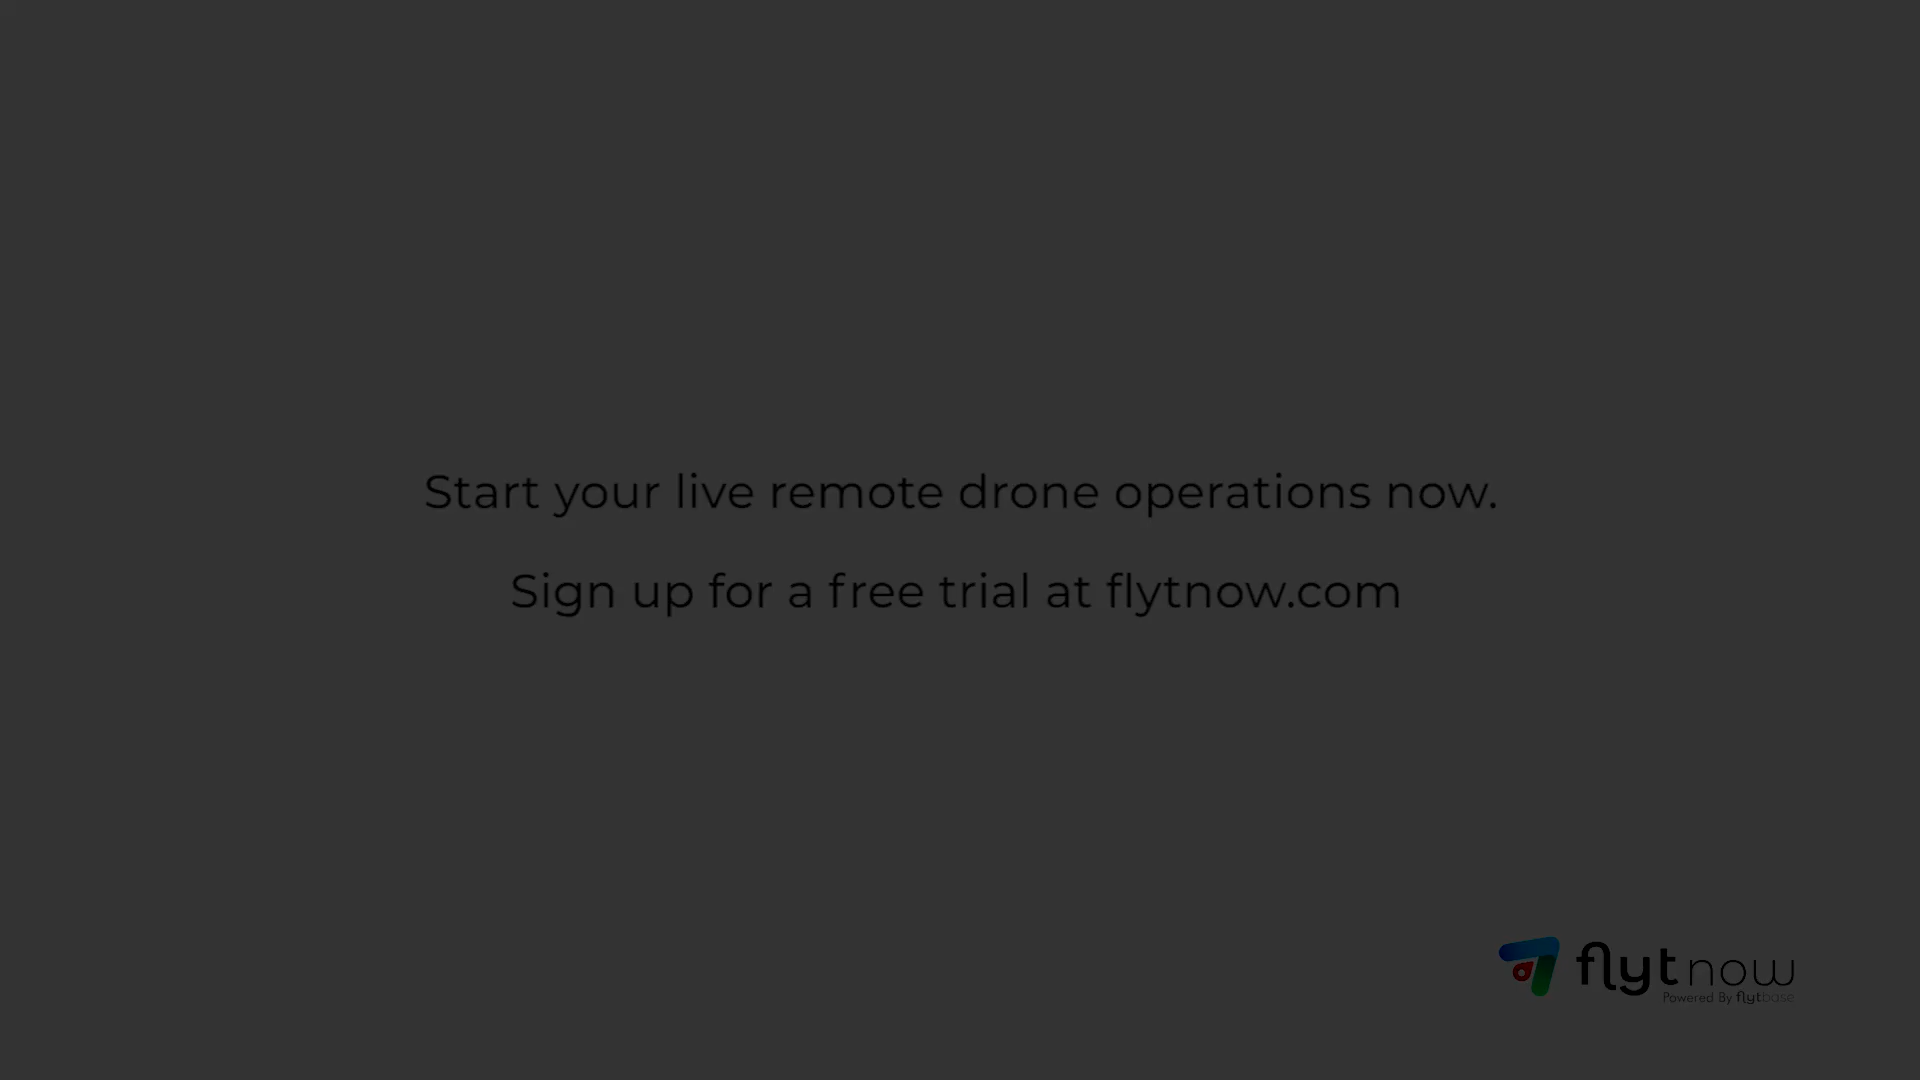 Start your live remote drone operations now.
Sign up for a free trial at flytnow.com
flytnow
Powered By flytbase